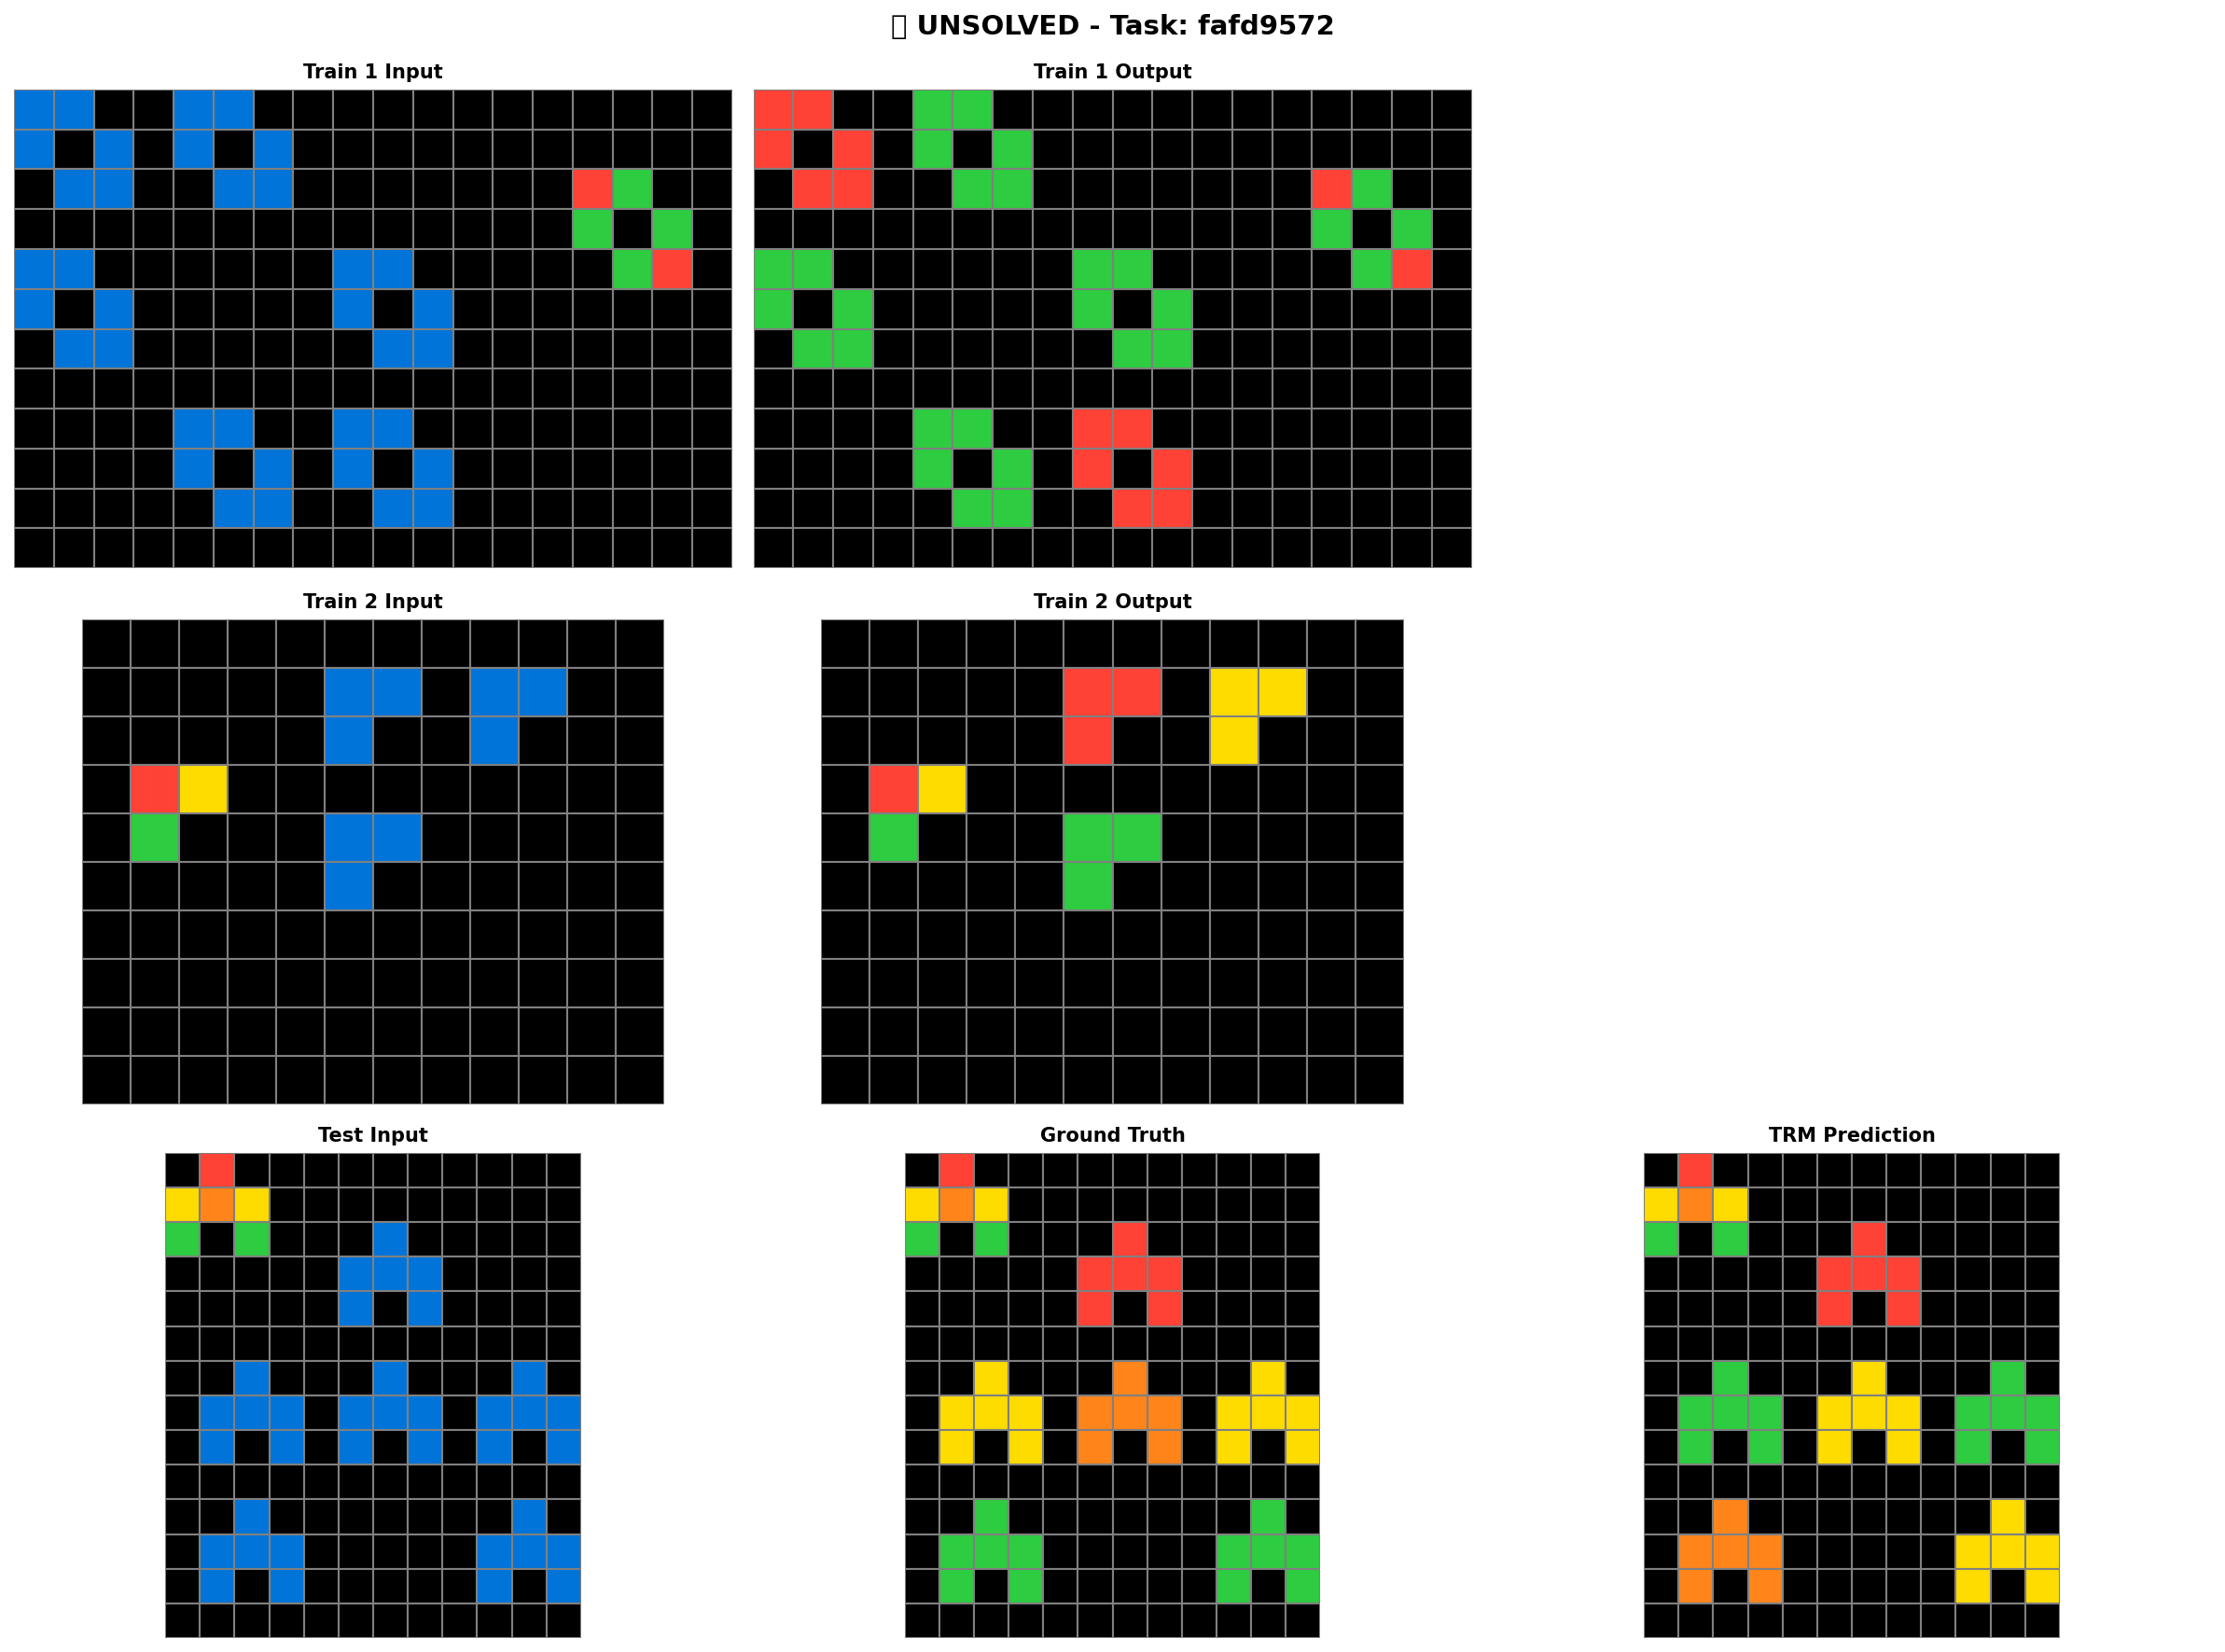 UNSOLVED - Task: fafd9572
Train 1 Input
Train 1 Output
Train 2 Input
Train 2 Output
Test Input
Ground Truth
TRM Prediction